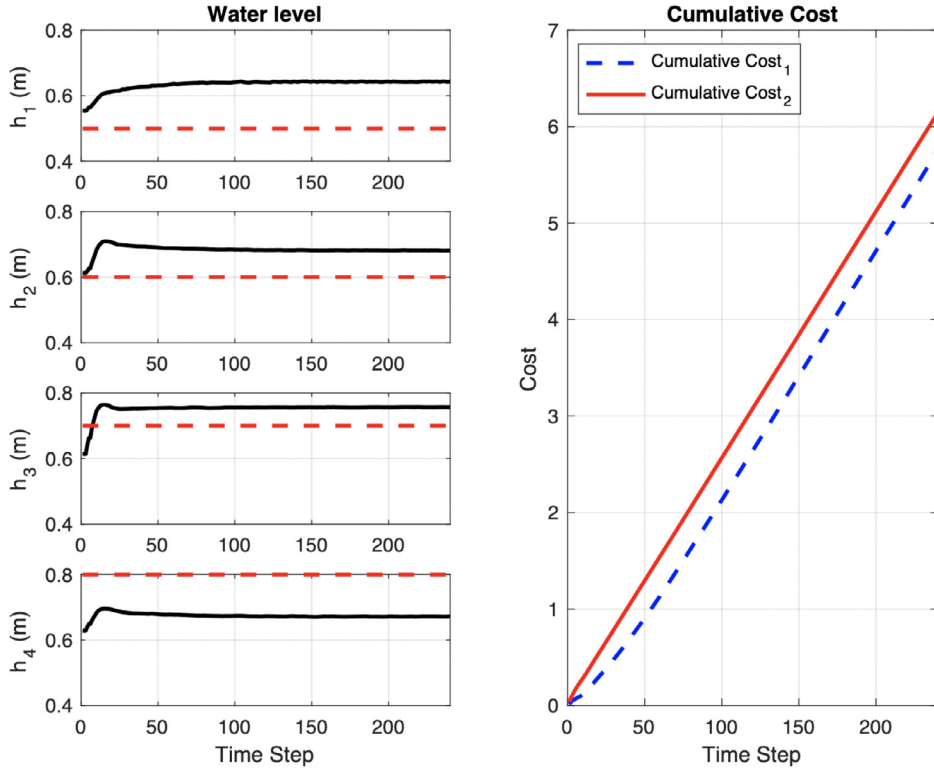 Water level
0.8
0.6
0.4
h1 (m)
0 50 100 150 200
0.8
0.6
0.4
h2 (m)
0 50 100 150 200
0.8
0.6
0.4
h3 (m)
0 50 100 150 200
0.8
0.6
0.4
h4 (m)
0 50 100 150 200
Time Step
Cumulative Cost
7
6
5
4
3
2
1
0
Cost
Cumulative Cost1
Cumulative Cost2
0 50 100 150 200
Time Step